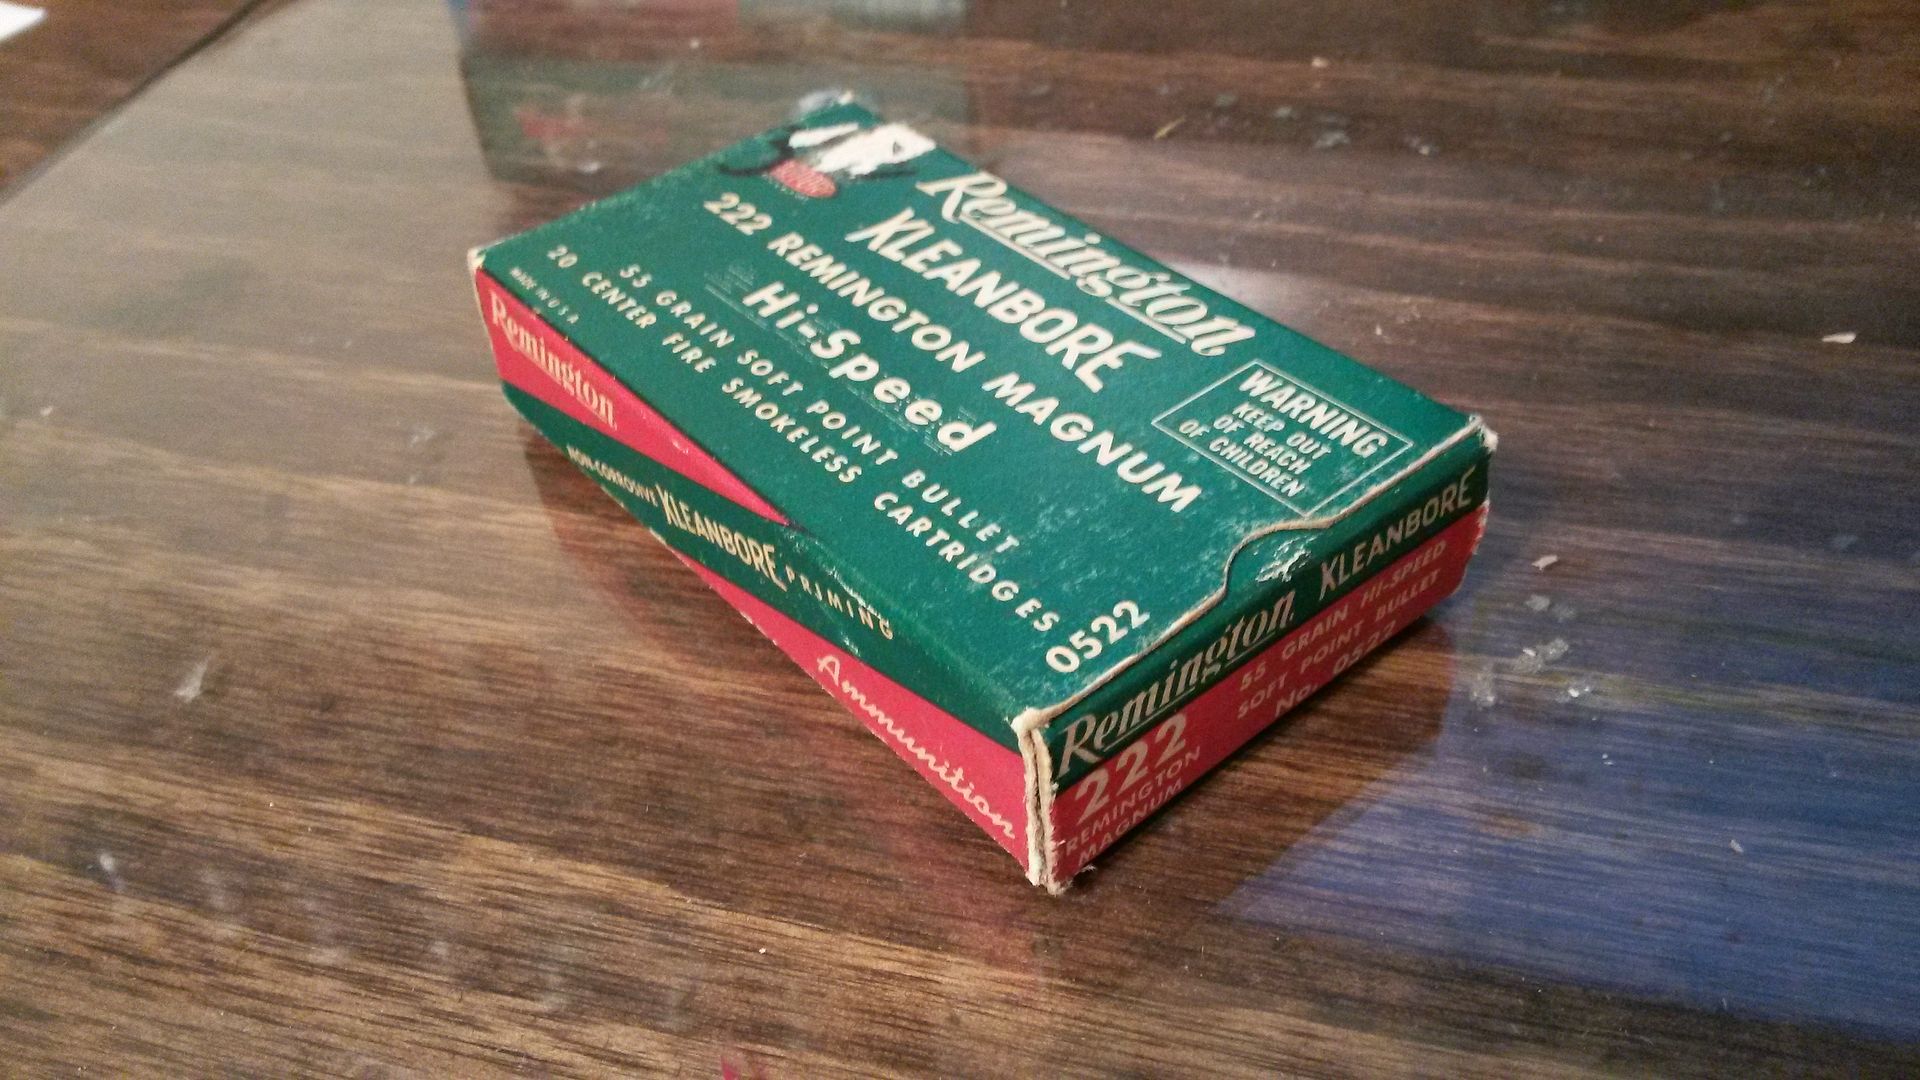 Remington
KLEANBORE
222 REMINGTON MAGNUM
Hi-Speed
55 GRAIN SOFT POINT BULLET
20 CENTER FIRE SMOKELESS CARTRIDGES
MADE IN U.S.A.
0522
WARNING
KEEP OUT
OF REACH
OF CHILDREN
Remington
NON-CORROSIVE KLEANBORE PRIMING
Ammunition
Remington KLEANBORE
222
REMINGTON
MAGNUM
55 GRAIN HI-SPEED
SOFT POINT BULLET
NO. 0522